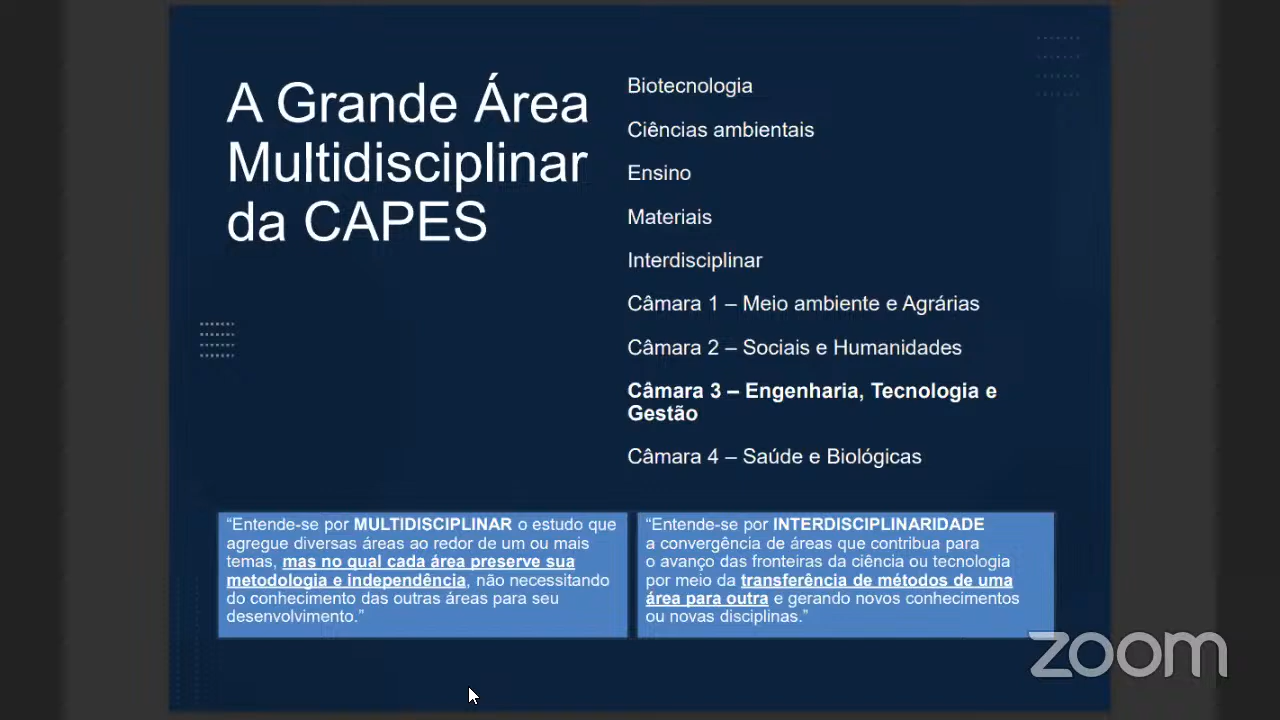 A Grande Área
Multidisciplinar
da CAPES
Biotecnologia
Ciências ambientais
Ensino
Materiais
Interdisciplinar
Câmara 1 – Meio ambiente e Agrárias
Câmara 2 – Sociais e Humanidades
Câmara 3 – Engenharia, Tecnologia e
Gestão
Câmara 4 – Saúde e Biológicas
“Entende-se por MULTIDISCIPLINAR o estudo que
agregue diversas áreas ao redor de um ou mais
temas, mas no qual cada área preserve sua
metodologia e independência, não necessitando
do conhecimento das outras áreas para seu
desenvolvimento.”
“Entende-se por INTERDISCIPLINARIDADE
a convergência de áreas que contribua para
o avanço das fronteiras da ciência ou tecnologia
por meio da transferência de métodos de uma
área para outra e gerando novos conhecimentos
ou novas disciplinas.”
zoom